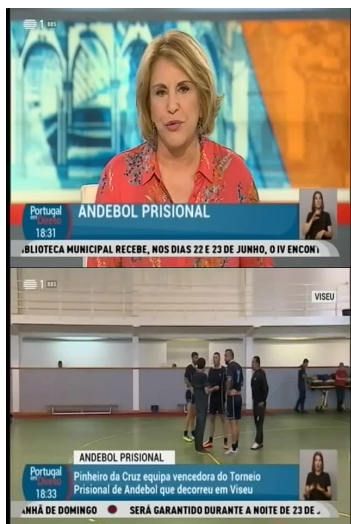 1
ANDEBOL PRISIONAL
Portugal
em Direto
18:31
BLIOTECA MUNICIPAL RECEBE, NOS DIAS 22 E 23 DE JUNHO, O IV ENCONT
1
VISEU
ANDEBOL PRISIONAL
Portugal
em Direto
18:33
Pinheiro da Cruz equipa vencedora do Torneio
Prisional de Andebol que decorreu em Viseu
ANHÃ DE DOMINGO
SERÁ GARANTIDO DURANTE A NOITE DE 23 DE